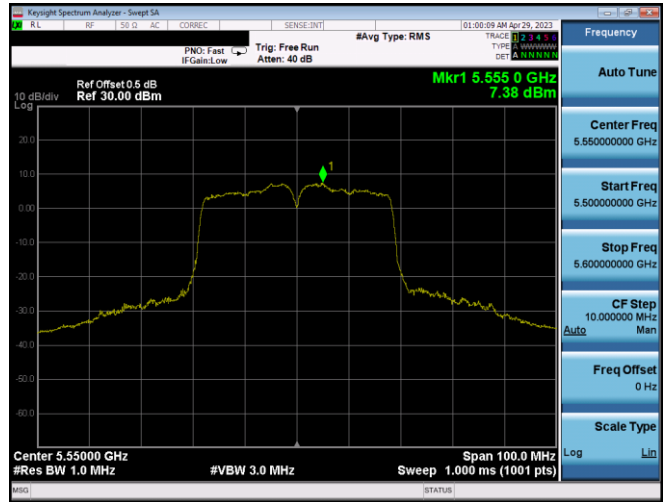 Keysight Spectrum Analyzer - Swept SA
RL RF 50 Ω AC CORREC SENSE:INT 01:00:09 AM Apr 29, 2023
#Avg Type: RMS TRACE 1 2 3 4 5 6
PNO: Fast Trig: Free Run TYPE A WWWWW
IFGain:Low Atten: 40 dB DET A N N N N N
Mkr1 5.555 0 GHz
7.38 dBm
Ref Offset 0.5 dB
10 dB/div Ref 30.00 dBm
Log
20.0
10.0
0.00
-10.0
-20.0
-30.0
-40.0
-50.0
-60.0
1
Center 5.55000 GHz Span 100.0 MHz
#Res BW 1.0 MHz #VBW 3.0 MHz Sweep 1.000 ms (1001 pts)
MSG STATUS
Frequency
Auto Tune
Center Freq
5.550000000 GHz
Start Freq
5.500000000 GHz
Stop Freq
5.600000000 GHz
CF Step
10.000000 MHz
Auto Man
Freq Offset
0 Hz
Scale Type
Log Lin